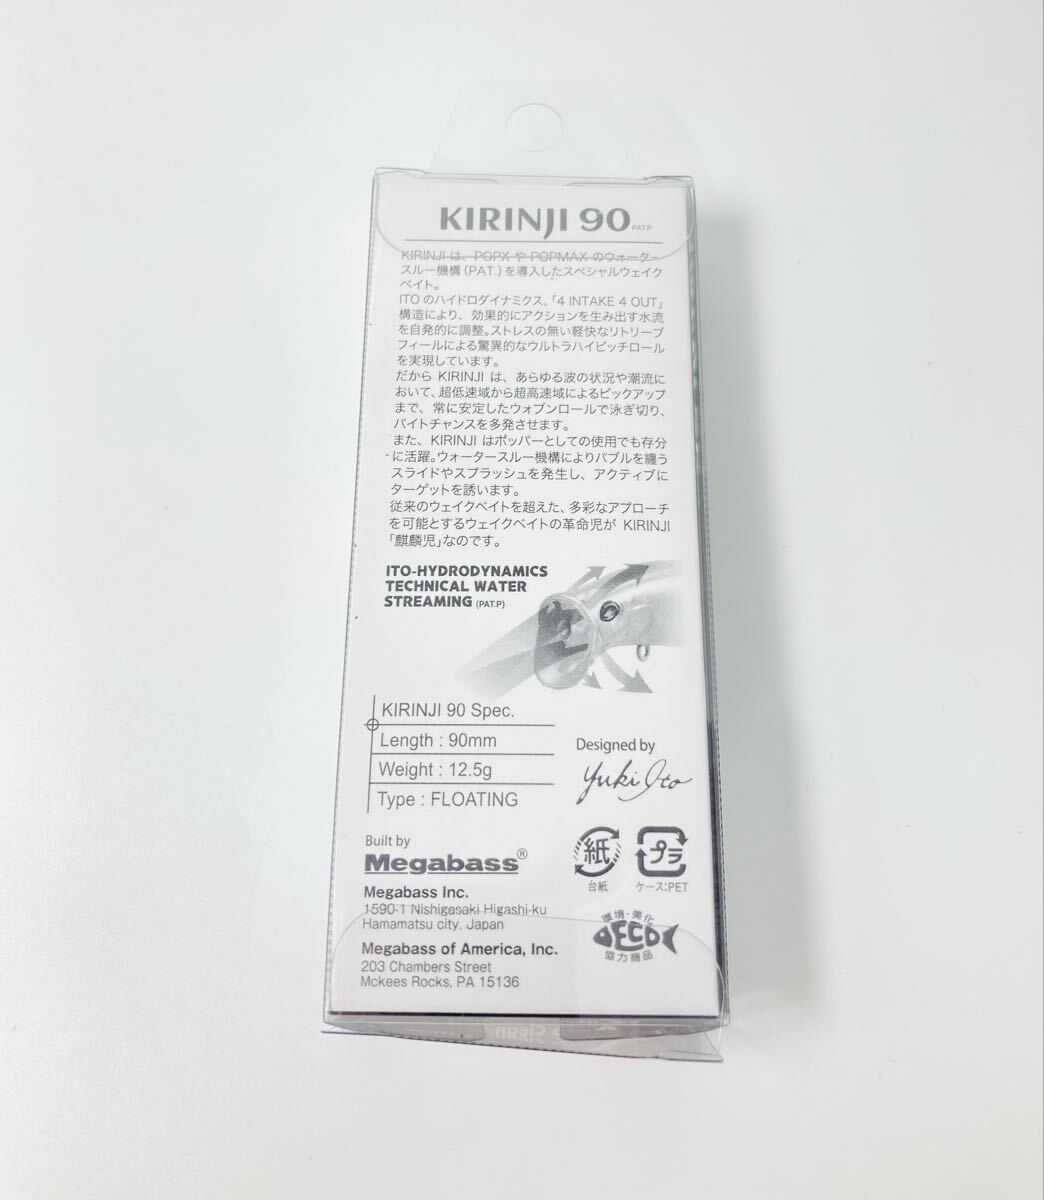 KIRINJI 90 PAT.P
KIRINJI は、POPX や POPMAX のウォーター
スルー機構（PAT.）を導入したスペシャルウェイク
ベイト。
ITO のハイドロダイナミクス、「4 INTAKE 4 OUT」
構造により、効果的にアクションを生み出す水流
を自発的に調整。ストレスの無い軽快なリトリーブ
フィールによる驚異的なウルトラハイピッチロール
を実現しています。
だから KIRINJI は、あらゆる波の状況や潮流に
おいて、超低速域から超高速域によるピックアップ
まで、常に安定したウォブンロールで泳ぎ切り、
バイトチャンスを多発させます。
また、KIRINJI はポッパーとしての使用でも存分
に活躍。ウォータースルー機構によりバブルを纏う
スライドやスプラッシュを発生し、アクティブに
ターゲットを誘います。
従来のウェイクベイトを超えた、多彩なアプローチ
を可能とするウェイクベイトの革命児が KIRINJI
「麒麟児」なのです。
ITO-HYDRODYNAMICS
TECHNICAL WATER
STREAMING (PAT.P)
KIRINJI 90 Spec.
Length : 90mm
Weight : 12.5g
Type : FLOATING
Designed by
Yuki Ito
Built by
Megabass®
Megabass Inc.
1590-1 Nishigasaki Higashi-ku
Hamamatsu city, Japan
Megabass of America, Inc.
203 Chambers Street
Mckees Rocks, PA 15136
紙
台紙
プラ
ケース:PET
環境・美化
ECO
協力商品